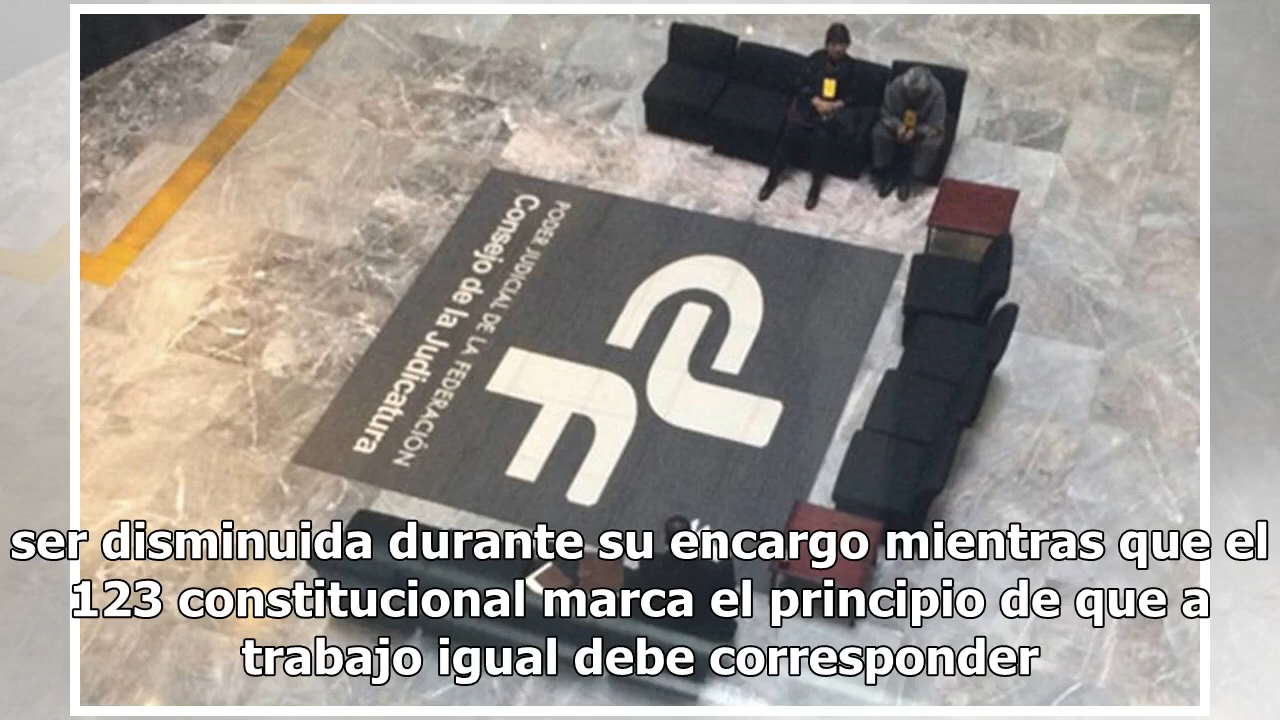 PJF
PODER JUDICIAL DE LA FEDERACIÓN
Consejo de la Judicatura
ser disminuida durante su encargo mientras que el
123 constitucional marca el principio de que a
trabajo igual debe corresponder